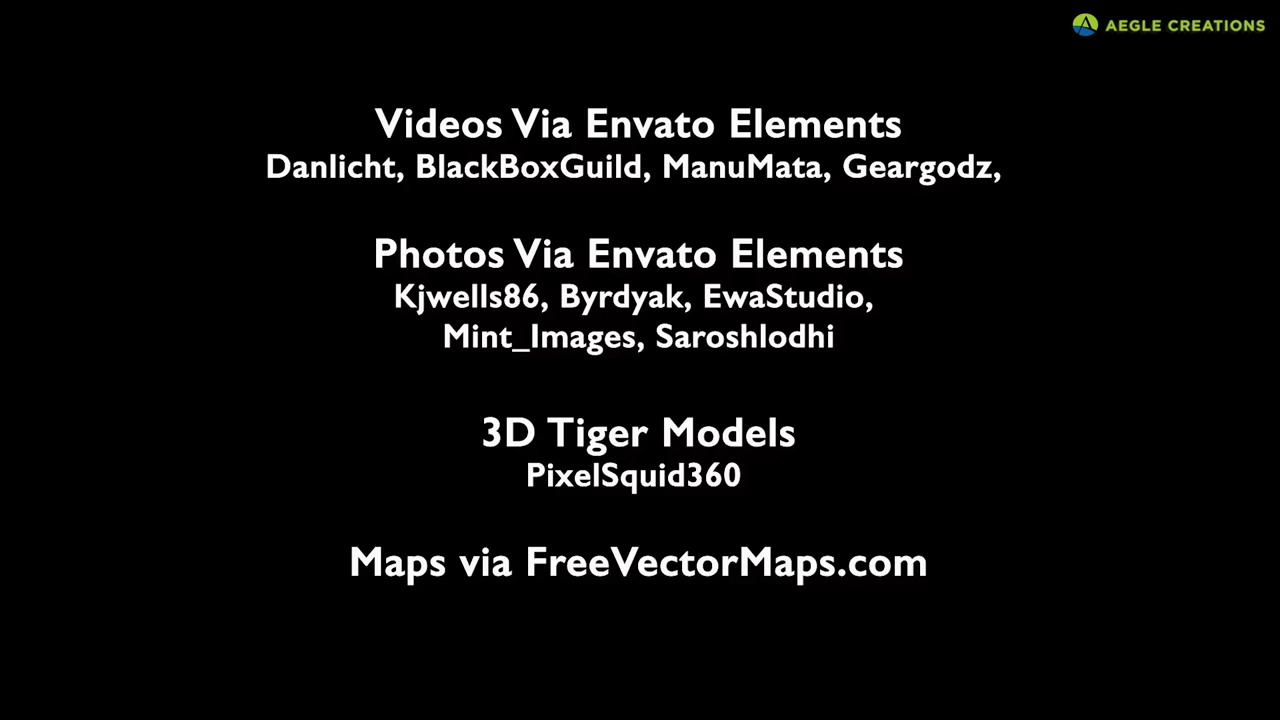 AEGLE CREATIONS
Videos Via Envato Elements
Danlicht, BlackBoxGuild, ManuMata, Geargodz,
Photos Via Envato Elements
Kjwells86, Byrdyak, EwaStudio,
Mint_Images, Saroshlodhi
3D Tiger Models
PixelSquid360
Maps via FreeVectorMaps.com